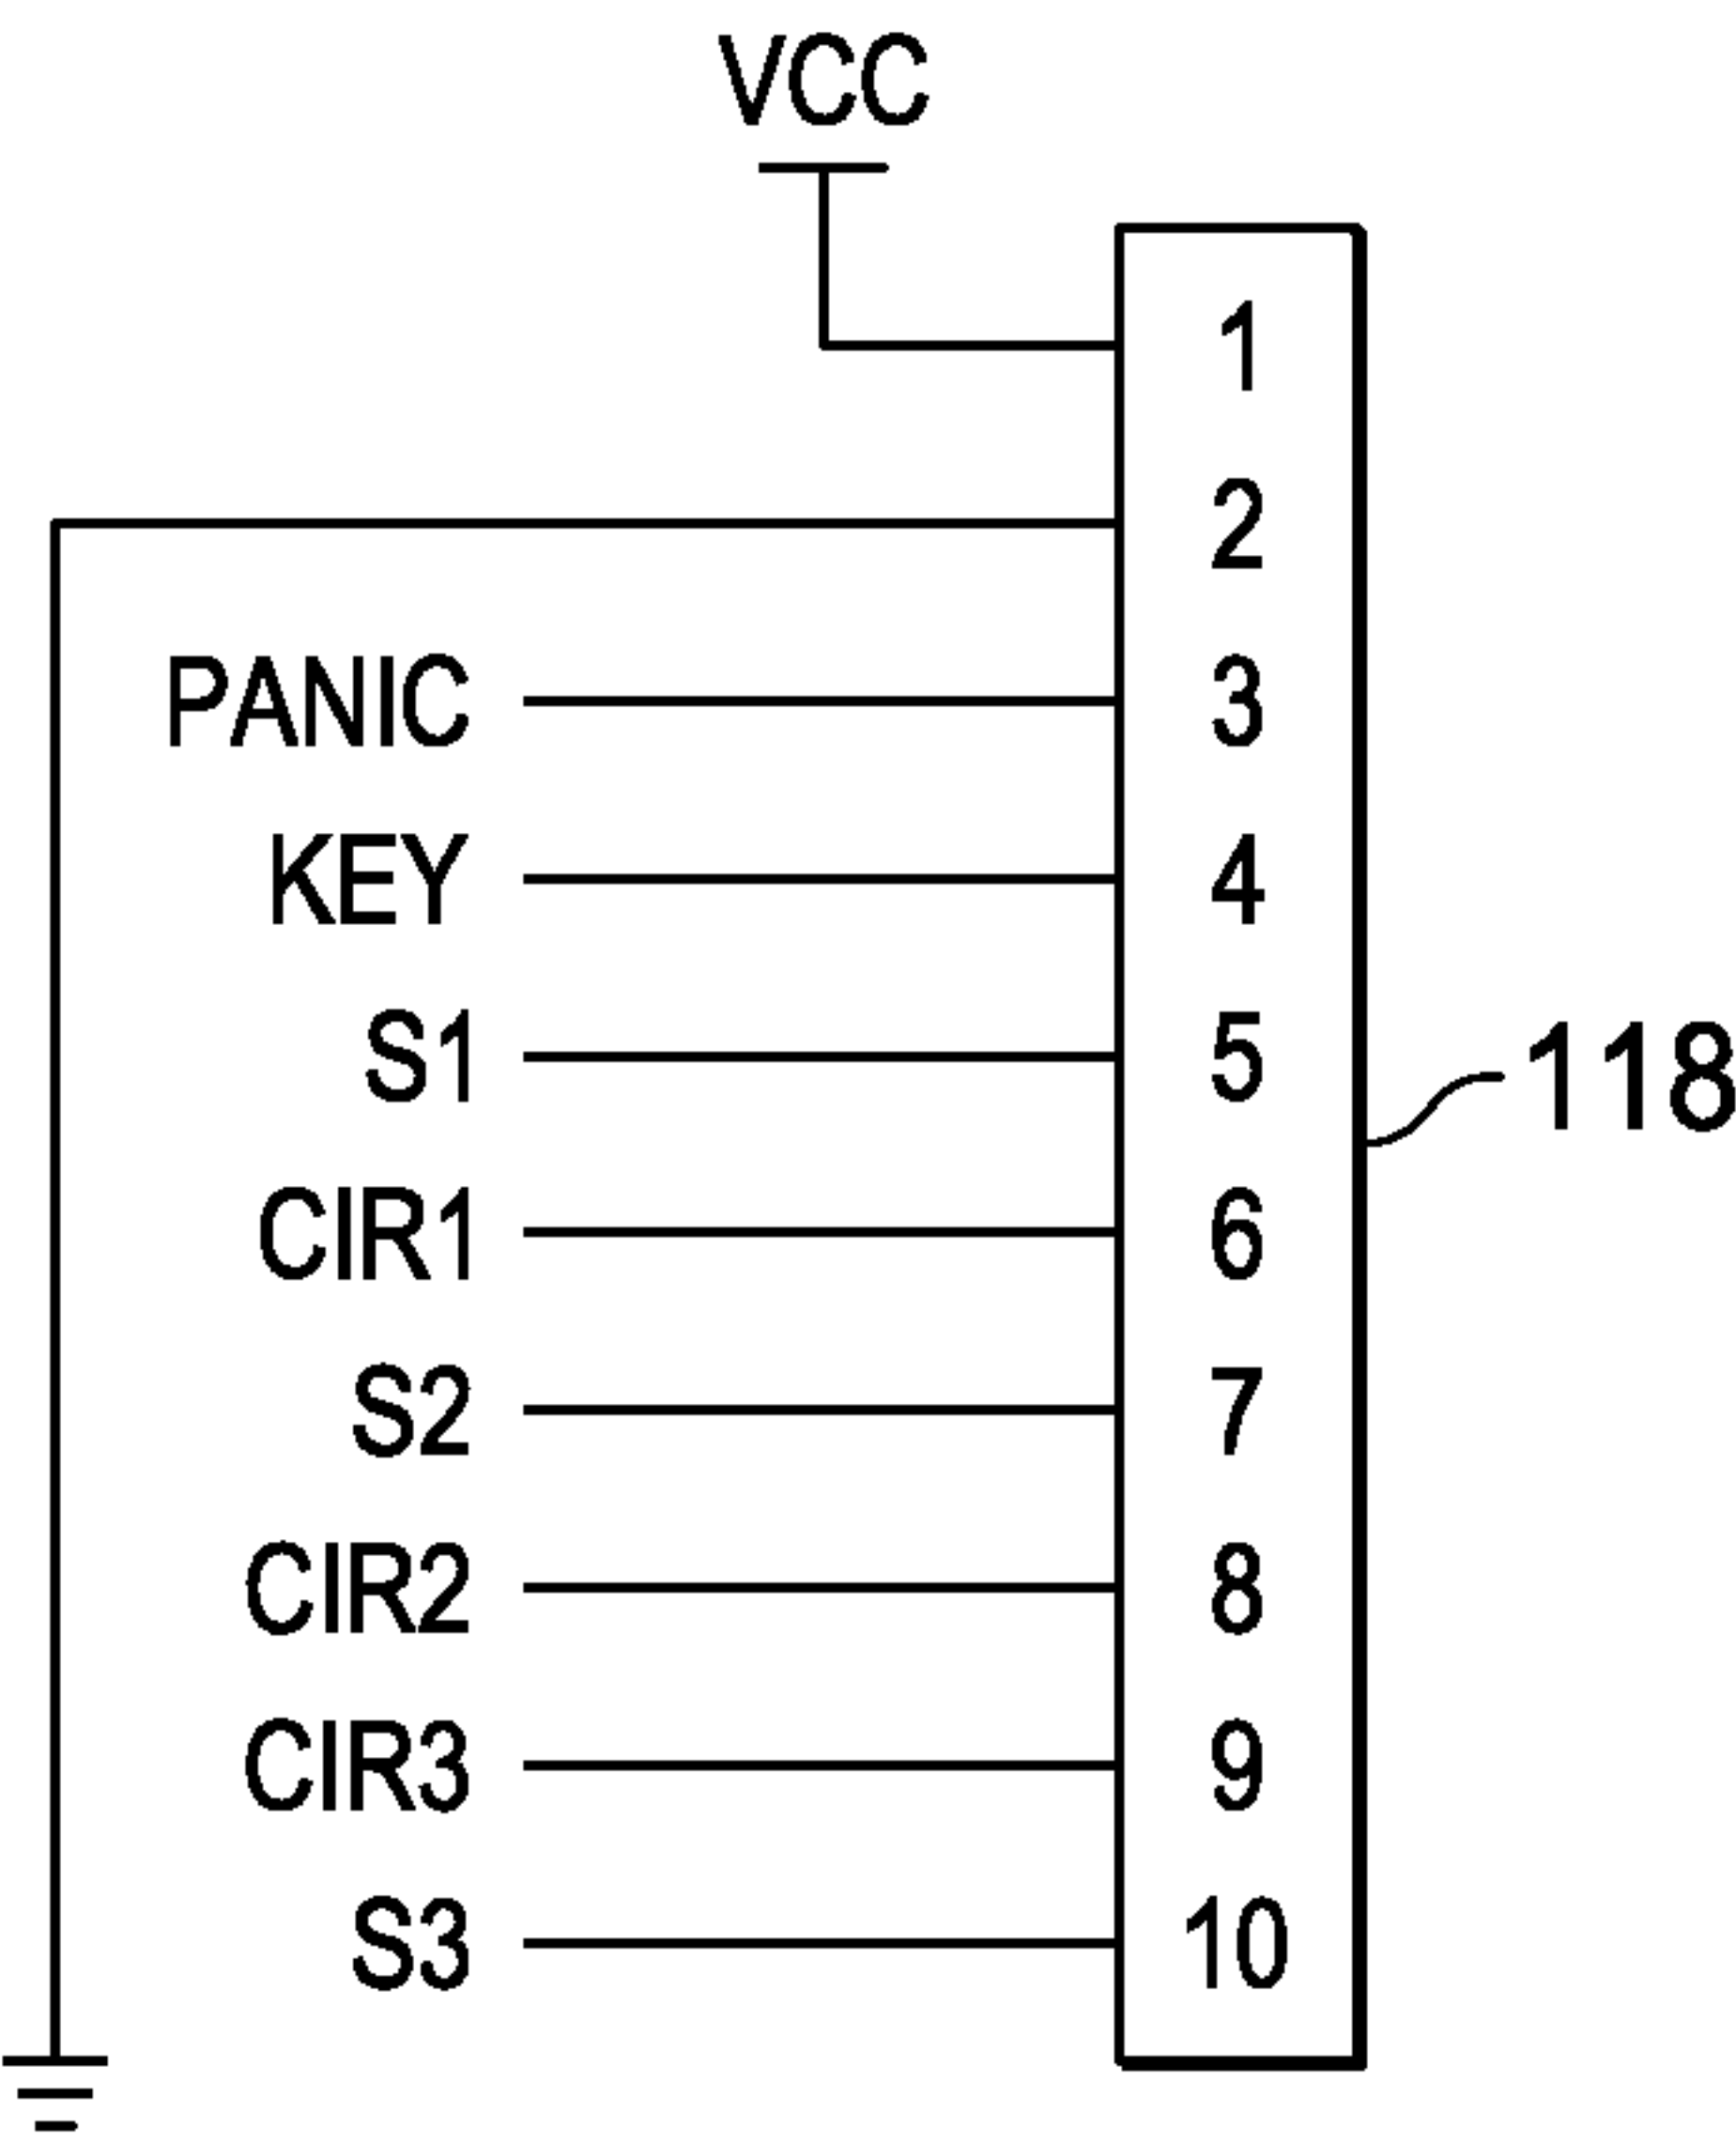 VCC
1
2
PANIC 3
KEY 4
S1 5
118
CIR1 6
S2 7
CIR2 8
CIR3 9
S3 10